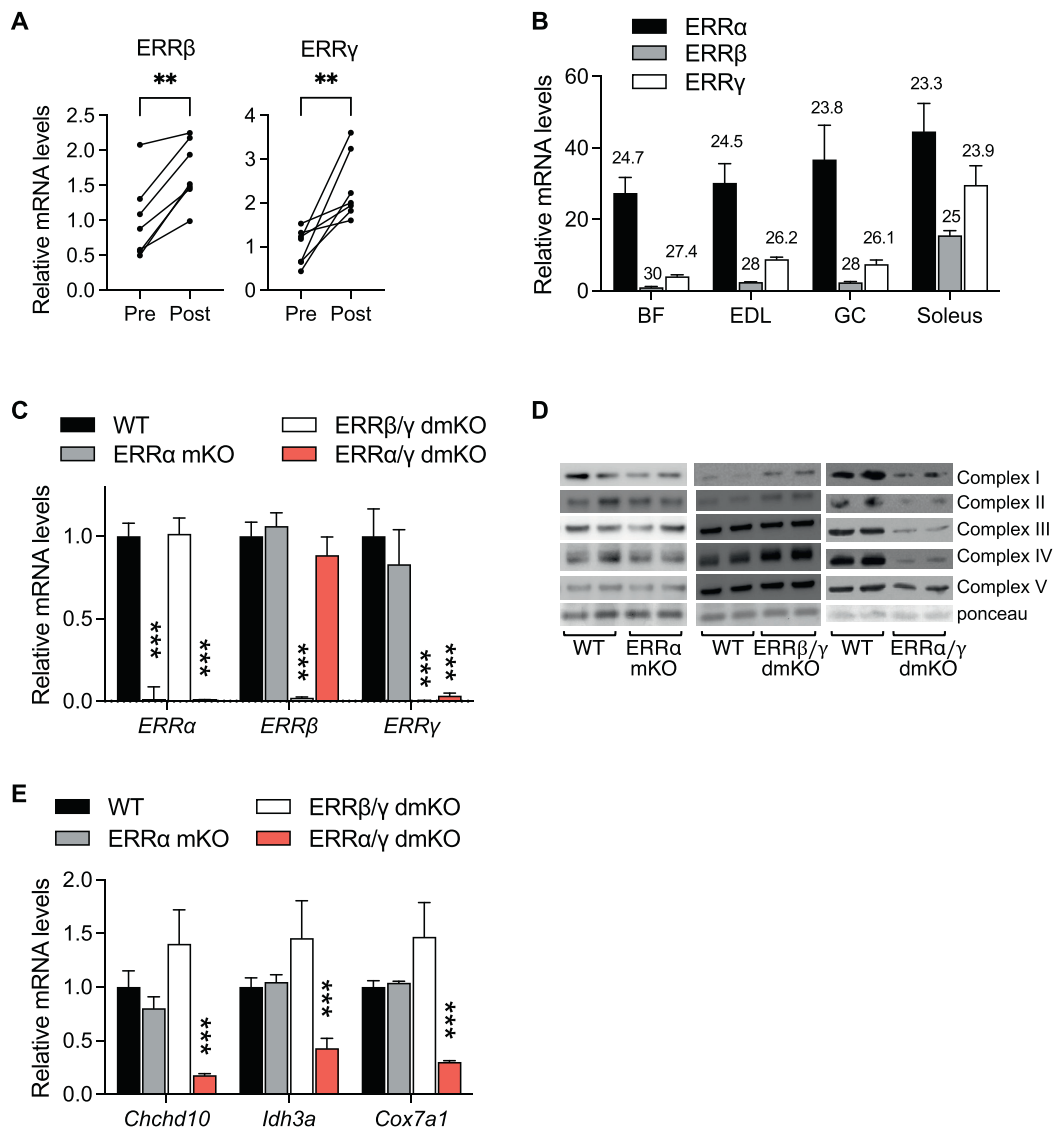 A
ERRβ
**
Relative mRNA levels
2.5
2.0
1.5
1.0
0.5
0.0
Pre Post
ERRγ
**
4
3
2
1
0
Pre Post
B
ERRα
ERRβ
ERRγ
Relative mRNA levels
60
40
20
0
24.7
30
27.4
24.5
28
26.2
23.8
28
26.1
23.3
25
23.9
BF EDL GC Soleus
C
WT
ERRα mKO
ERRβ/γ dmKO
ERRα/γ dmKO
Relative mRNA levels
1.0
0.5
0.0
***
***
***
***
***
ERRα ERRβ ERRγ
D
Complex I
Complex II
Complex III
Complex IV
Complex V
ponceau
WT
ERRα
mKO
WT
ERRβ/γ
dmKO
WT
ERRα/γ
dmKO
E
WT
ERRα mKO
ERRβ/γ dmKO
ERRα/γ dmKO
Relative mRNA levels
2.0
1.5
1.0
0.5
0.0
***
***
***
Chchd10 Idh3a Cox7a1